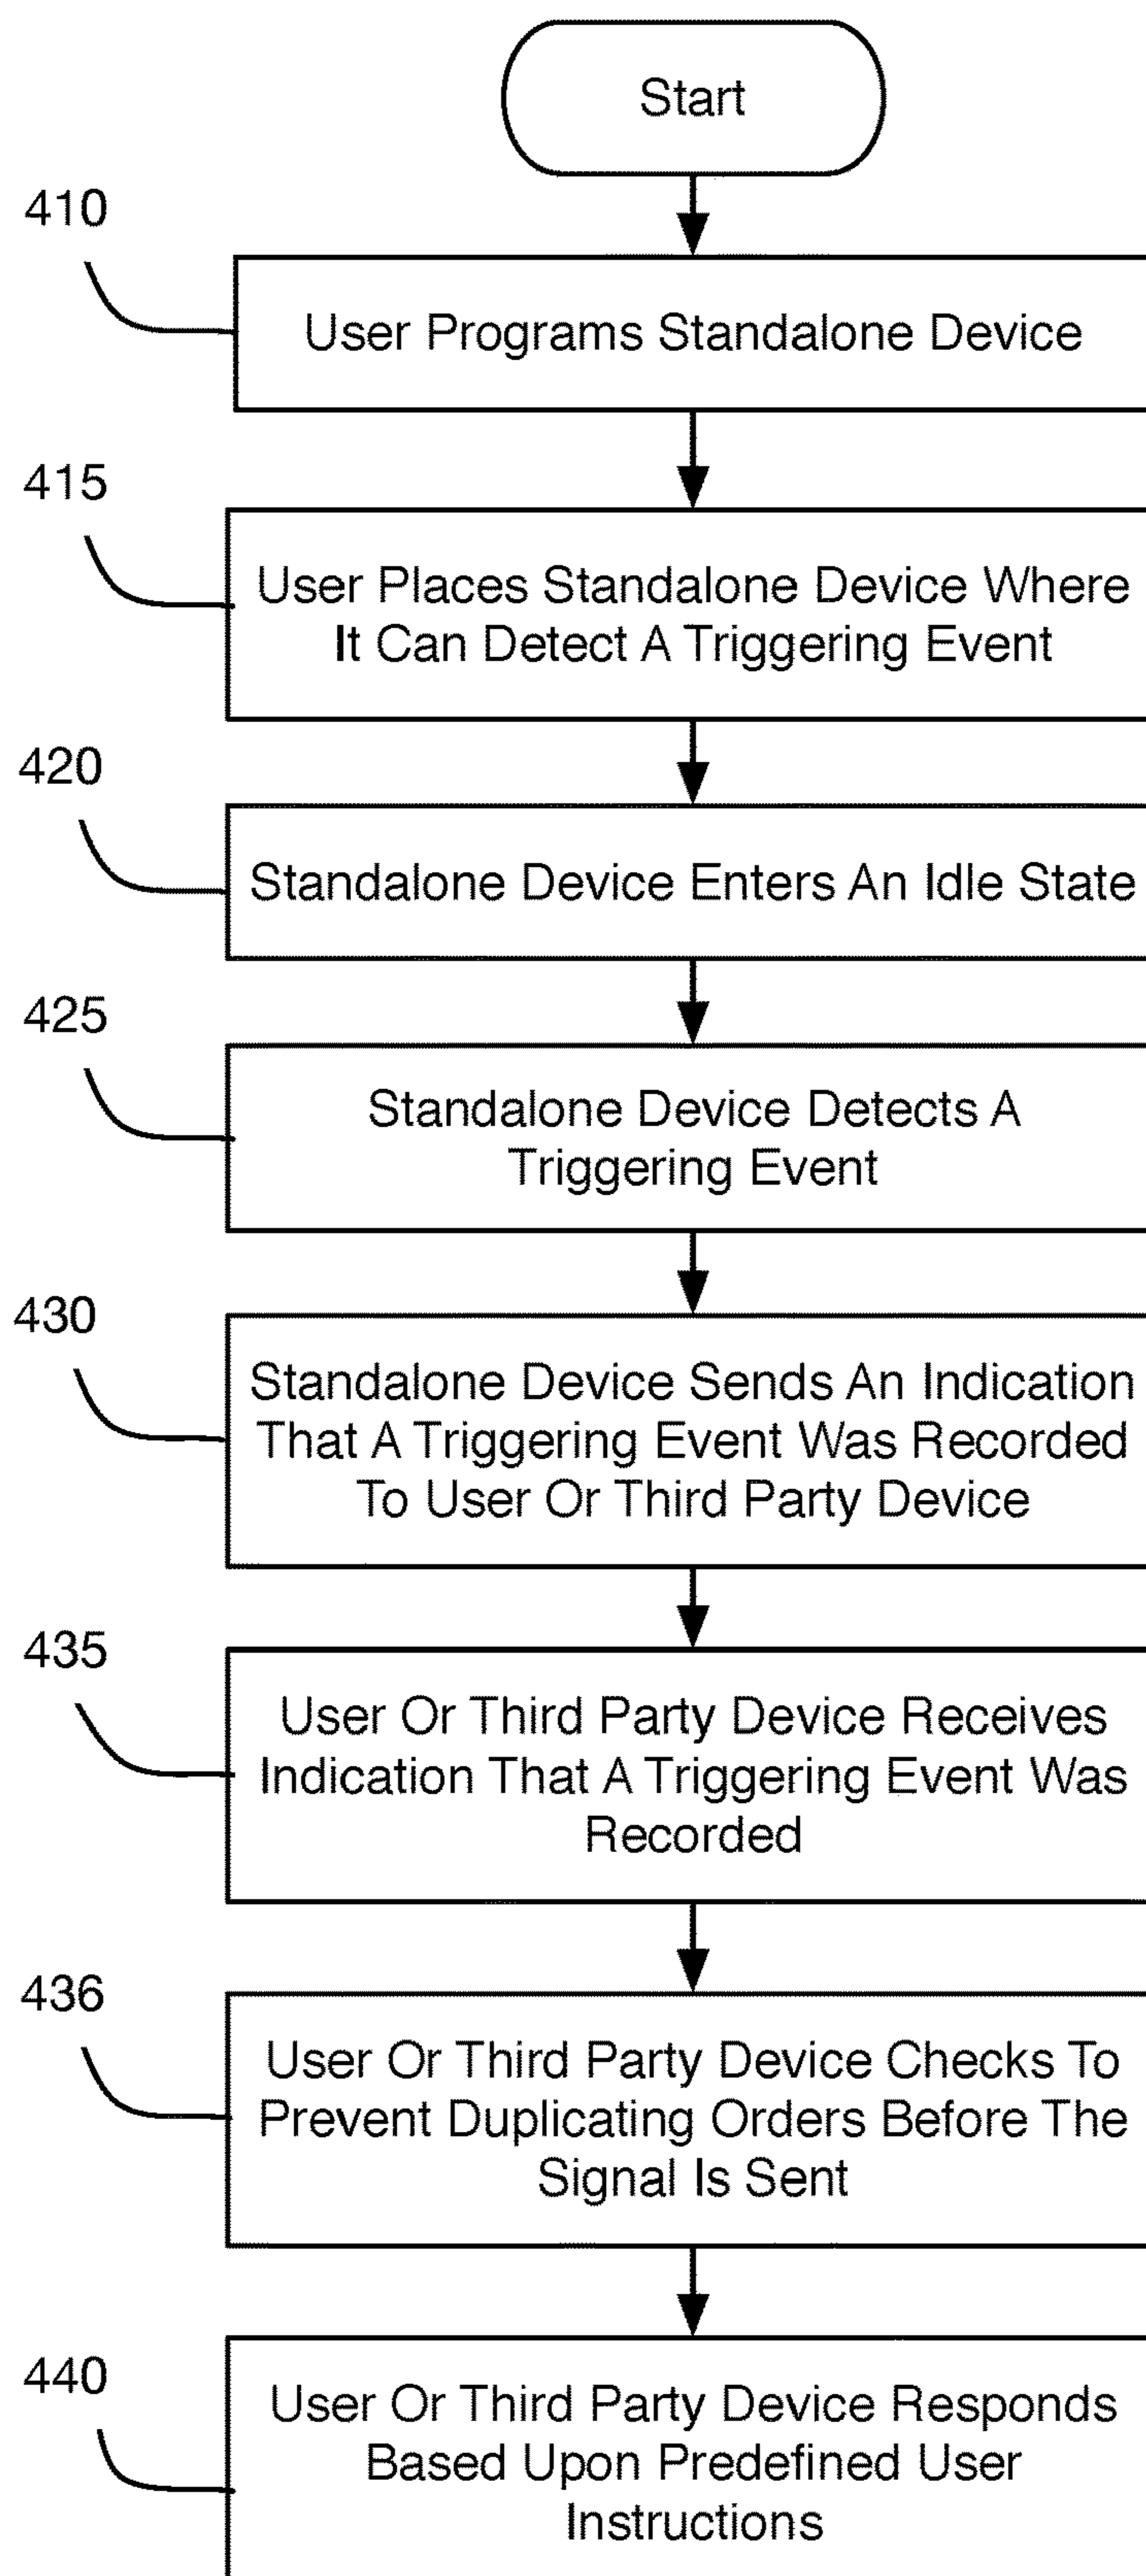 Start
410
User Programs Standalone Device
415
User Places Standalone Device Where
It Can Detect A Triggering Event
420
Standalone Device Enters An Idle State
425
Standalone Device Detects A
Triggering Event
430
Standalone Device Sends An Indication
That A Triggering Event Was Recorded
To User Or Third Party Device
435
User Or Third Party Device Receives
Indication That A Triggering Event Was
Recorded
436
User Or Third Party Device Checks To
Prevent Duplicating Orders Before The
Signal Is Sent
440
User Or Third Party Device Responds
Based Upon Predefined User
Instructions